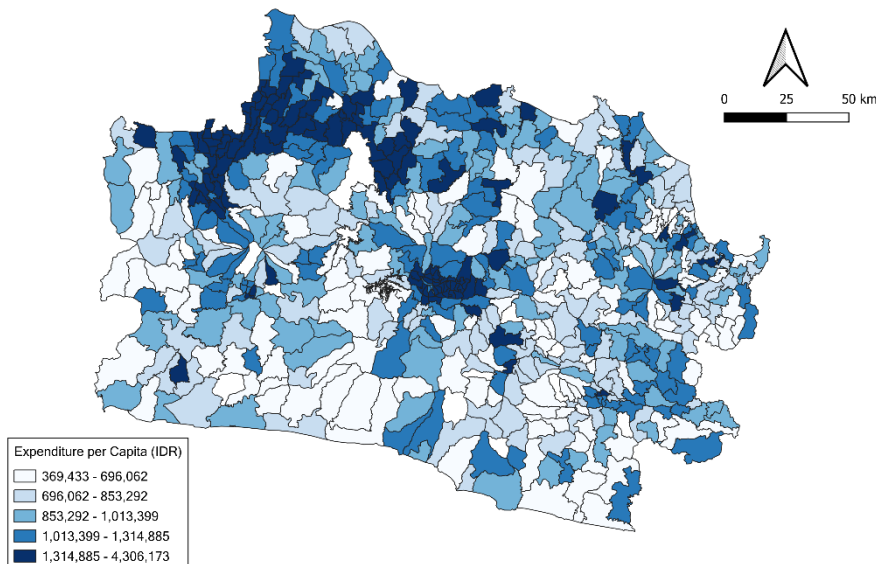 0 25 50 km
Expenditure per Capita (IDR)
369,433 - 696,062
696,062 - 853,292
853,292 - 1,013,399
1,013,399 - 1,314,885
1,314,885 - 4,306,173